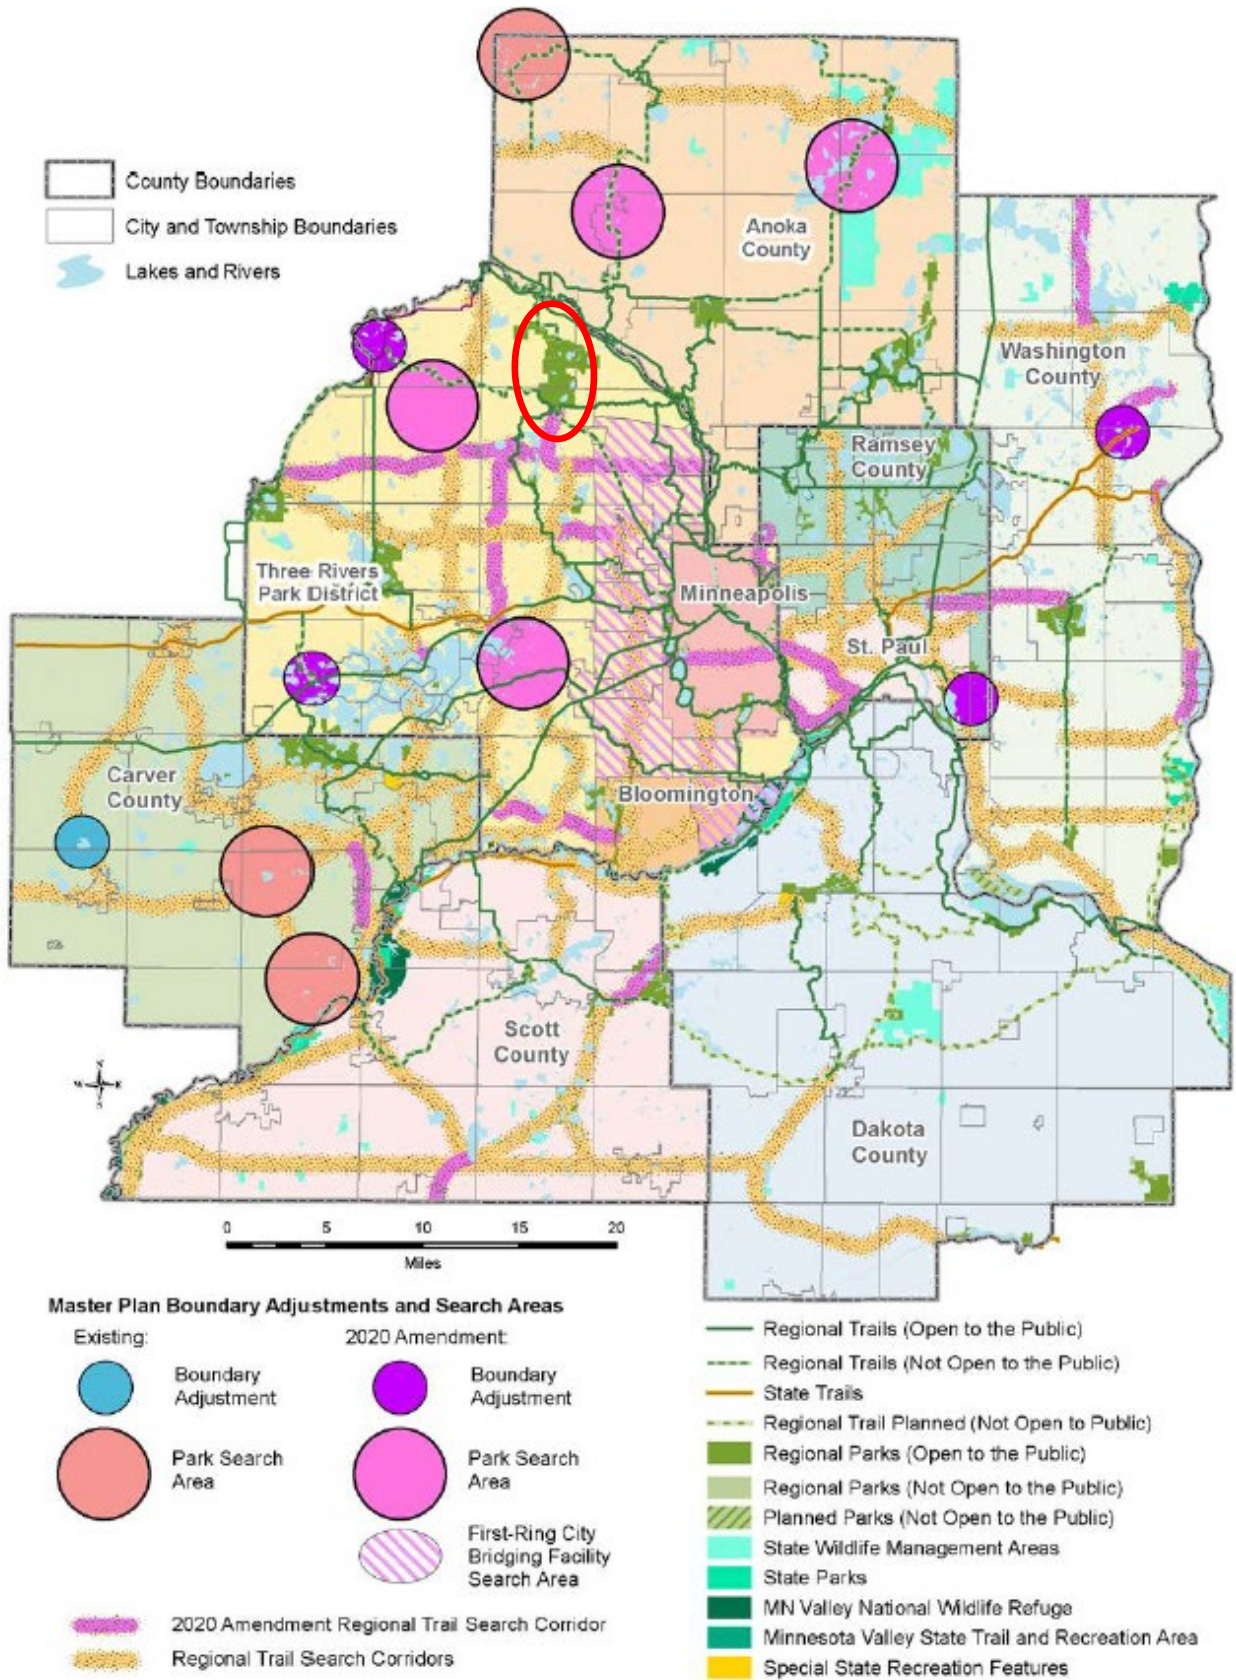 County Boundaries
City and Township Boundaries
Lakes and Rivers
Anoka
County
Washington
County
Ramsey
County
Three Rivers
Park District
Minneapolis
St. Paul
Carver
County
Bloomington
Scott
County
Dakota
County
N
W
E
S
0 5 10 15 20
Miles
Master Plan Boundary Adjustments and Search Areas
Existing:
Boundary
Adjustment
Park Search
Area
2020 Amendment:
Boundary
Adjustment
Park Search
Area
First-Ring City
Bridging Facility
Search Area
2020 Amendment Regional Trail Search Corridor
Regional Trail Search Corridors
Regional Trails (Open to the Public)
Regional Trails (Not Open to the Public)
State Trails
Regional Trail Planned (Not Open to Public)
Regional Parks (Open to the Public)
Regional Parks (Not Open to the Public)
Planned Parks (Not Open to the Public)
State Wildlife Management Areas
State Parks
MN Valley National Wildlife Refuge
Minnesota Valley State Trail and Recreation Area
Special State Recreation Features